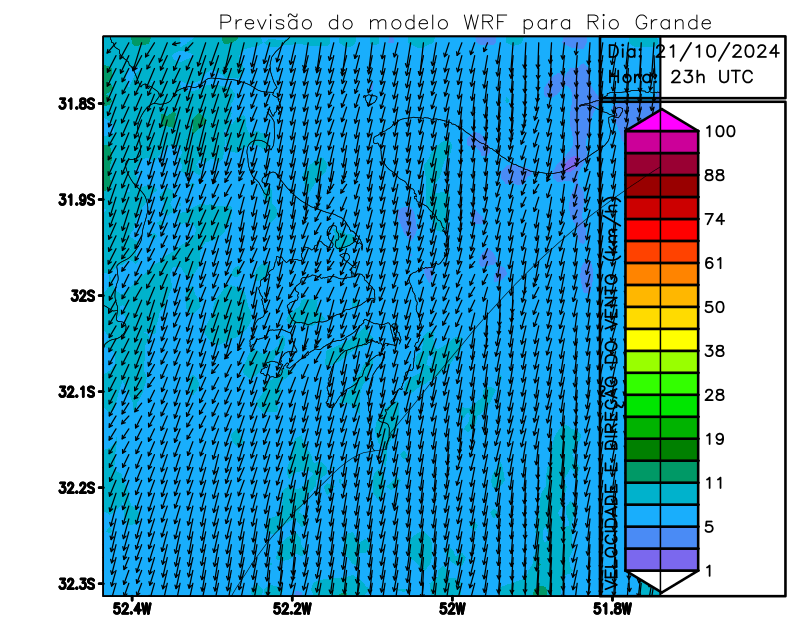 Previsão do modelo WRF para Rio Grande
Dia: 21/10/2024
Hora: 23h UTC
31.8S
31.9S
32S
32.1S
32.2S
32.3S
52.4W
52.2W
52W
51.8W
VELOCIDADE E DIREÇÃO DO VENTO (km/h)
100
88
74
61
50
38
28
19
11
5
1